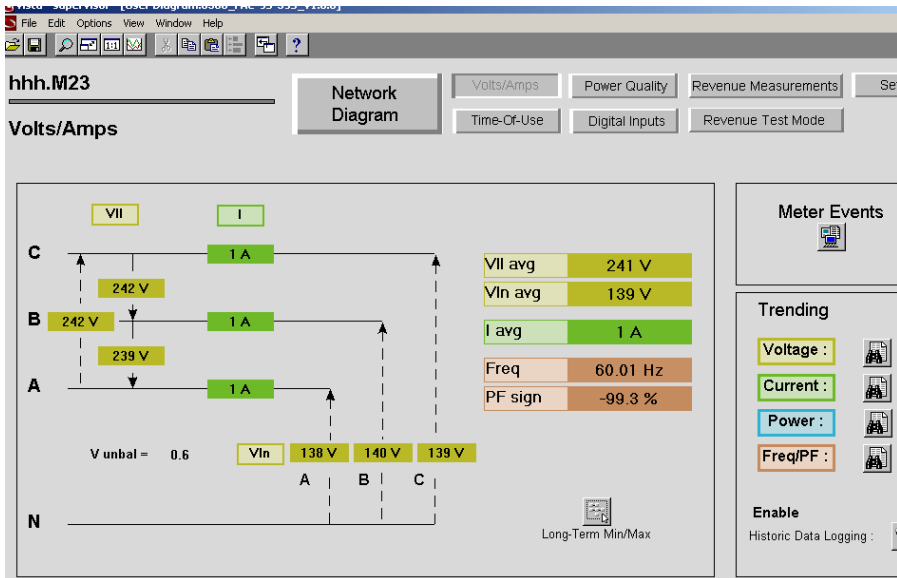 File Edit Options View Window Help
hhh.M23
Volts/Amps
Network
Diagram
Volts/Amps Power Quality Revenue Measurements
Time-Of-Use Digital Inputs Revenue Test Mode
Vll I
C 1 A
242 V
B 242 V 1 A
239 V
A 1 A
V unbal = 0.6 Vln 138 V 140 V 139 V
A B C
N
Vll avg 241 V
Vln avg 139 V
I avg 1 A
Freq 60.01 Hz
PF sign -99.3 %
Long-Term Min/Max
Meter Events
Trending
Voltage :
Current :
Power :
Freq/PF :
Enable
Historic Data Logging :